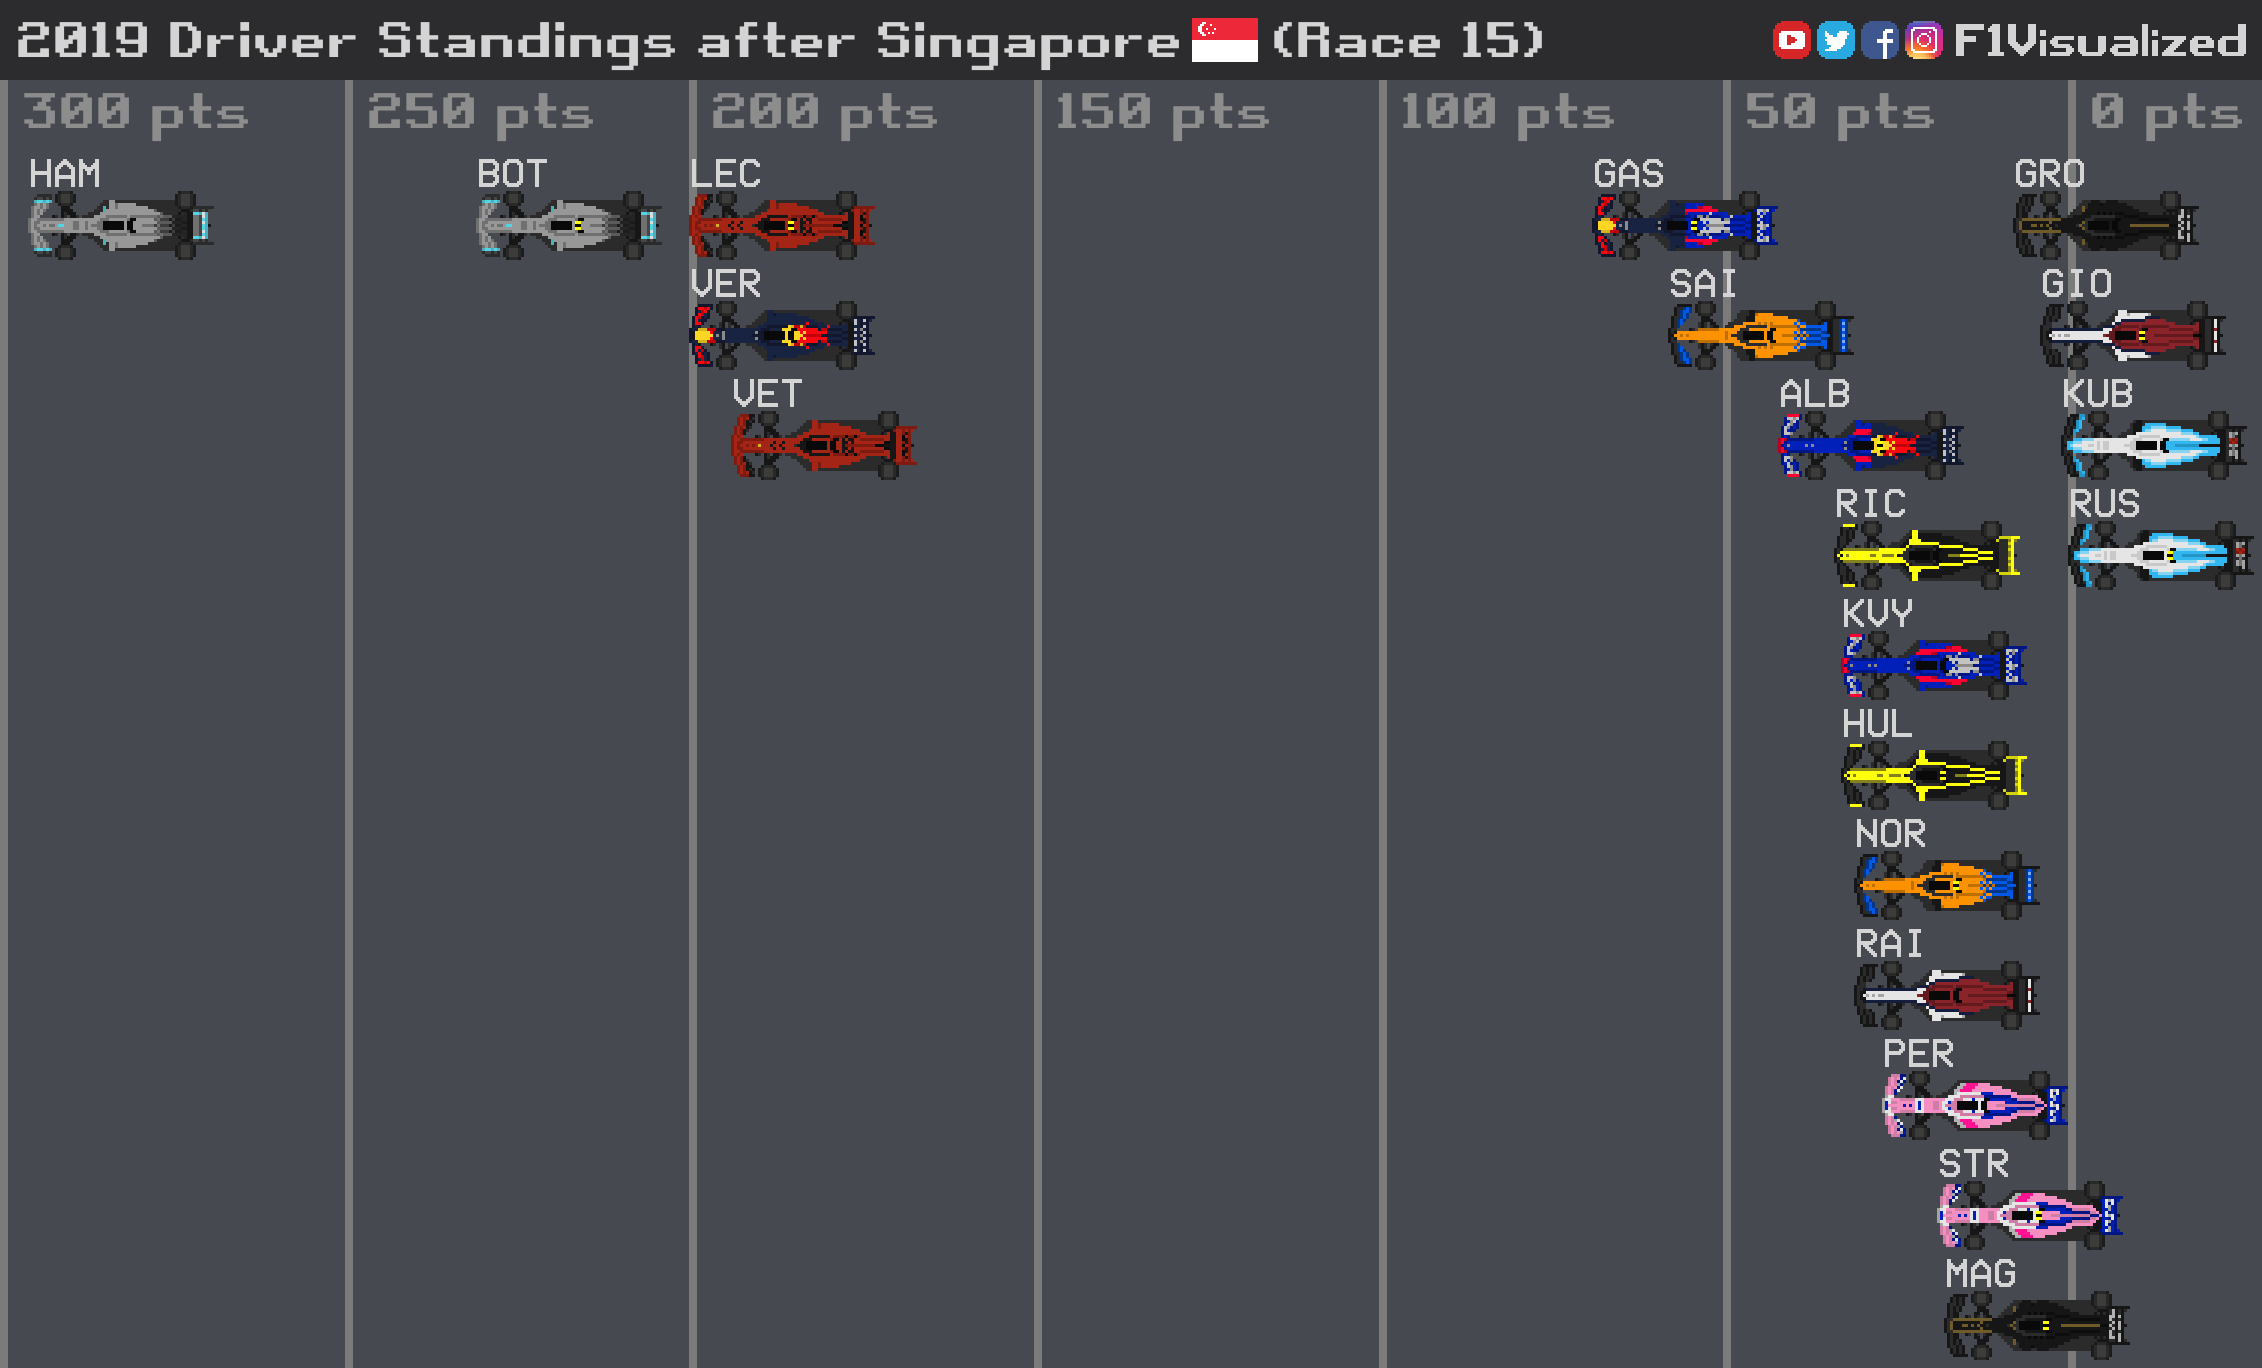 2019 Driver Standings after Singapore (Race 15) F1Visualized
300 pts 250 pts 200 pts 150 pts 100 pts 50 pts 0 pts
HAM BOT LEC GAS GRO
VER SAI GIO
VET ALB KUB
RIC RUS
KVY
HUL
NOR
RAI
PER
STR
MAG